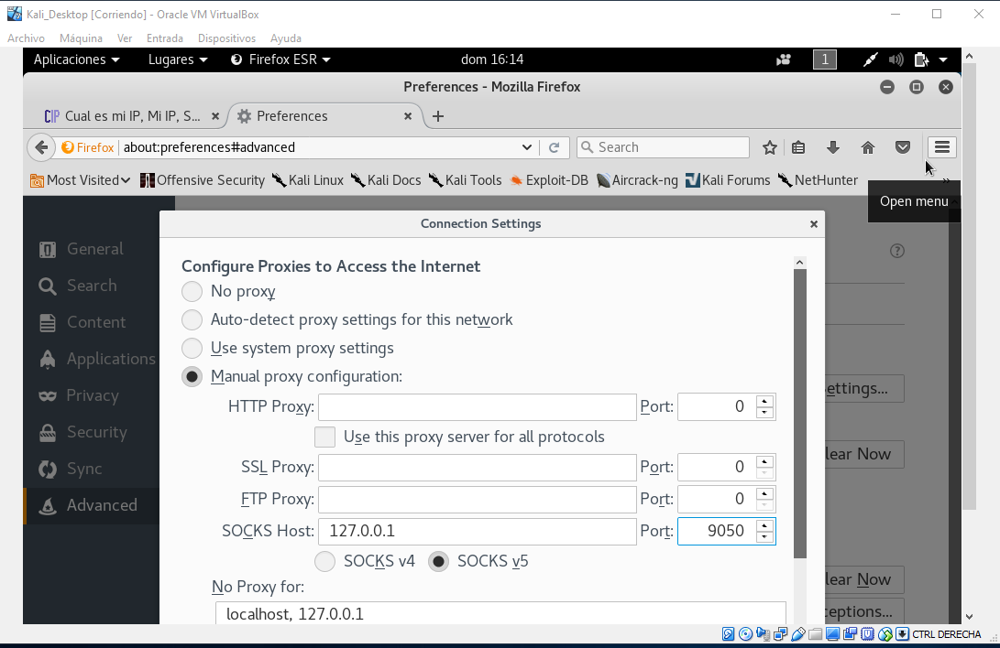 Kali_Desktop [Corriendo] - Oracle VM VirtualBox
Archivo Máquina Ver Entrada Dispositivos Ayuda
Aplicaciones Lugares Firefox ESR dom 16:14 1
Preferences - Mozilla Firefox
CIP Cual es mi IP, Mi IP, S... Preferences
Firefox about:preferences#advanced Search
Most Visited Offensive Security Kali Linux Kali Docs Kali Tools Exploit-DB Aircrack-ng Kali Forums NetHunter »
Open menu
Connection Settings
General
Search
Content
Applications
Privacy
Security
Sync
Advanced
Configure Proxies to Access the Internet
No proxy
Auto-detect proxy settings for this network
Use system proxy settings
Manual proxy configuration:
HTTP Proxy: Port: 0
Use this proxy server for all protocols
SSL Proxy: Port: 0
FTP Proxy: Port: 0
SOCKS Host: 127.0.0.1 Port: 9050
SOCKS v4 SOCKS v5
No Proxy for:
localhost, 127.0.0.1
?
ettings...
lear Now
lear Now
ceptions...
CTRL DERECHA